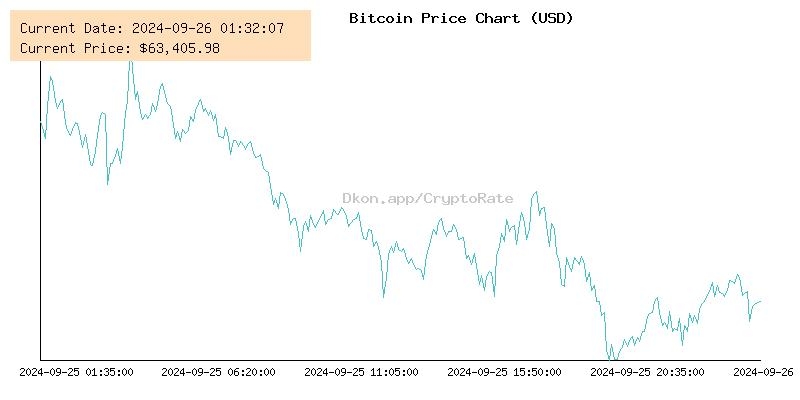 Bitcoin Price Chart (USD)
Current Date: 2024-09-26 01:32:07
Current Price: $63,405.98
Dkon.app/CryptoRate
2024-09-25 01:35:00
2024-09-25 06:20:00
2024-09-25 11:05:00
2024-09-25 15:50:00
2024-09-25 20:35:00
2024-09-26